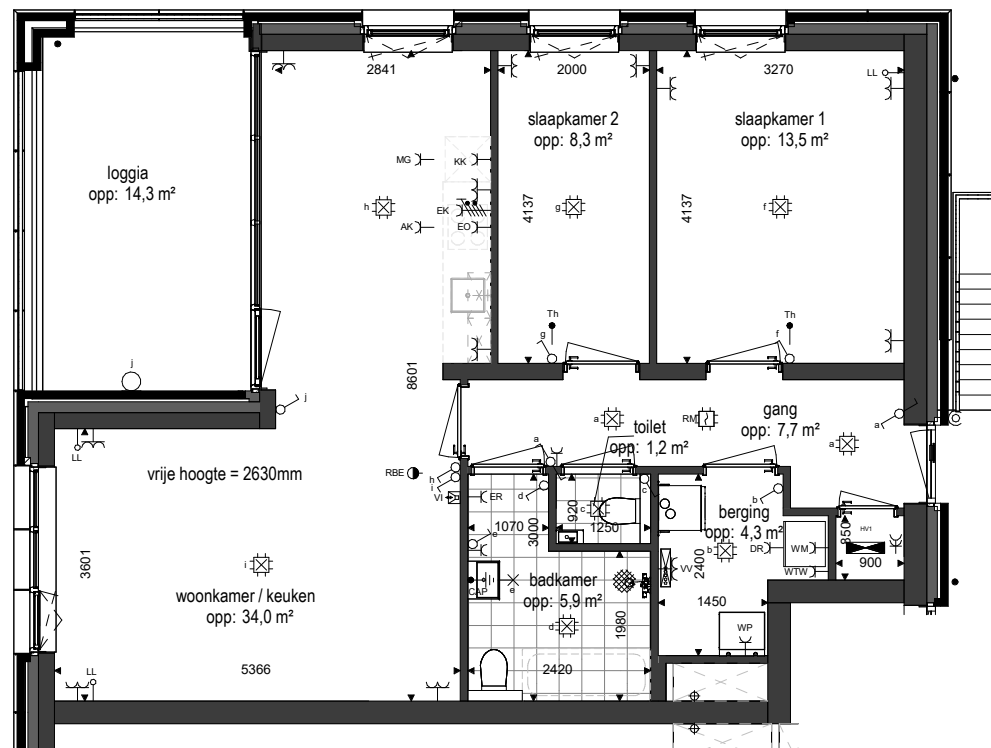 2841
2000
3270
LL
slaapkamer 2
opp: 8,3 m²
slaapkamer 1
opp: 13,5 m²
loggia
opp: 14,3 m²
MG
KK
h
EK
AK
EO
g
f
4137
4137
Th
g
Th
f
j
8601
j
a
RM
toilet
opp: 1,2 m²
gang
opp: 7,7 m²
a
a
a
LL
vrije hoogte = 2630mm
RBE
h
i
VI
ER
d
c
b
1070
3000
920
c
1250
berging
opp: 4,3 m²
850
HV1
900
e
b
DR
WM
WTW
2400
VV
3601
i
woonkamer / keuken
opp: 34,0 m²
CAP
e
badkamer
opp: 5,9 m²
d
1980
1450
WP
LL
5366
2420